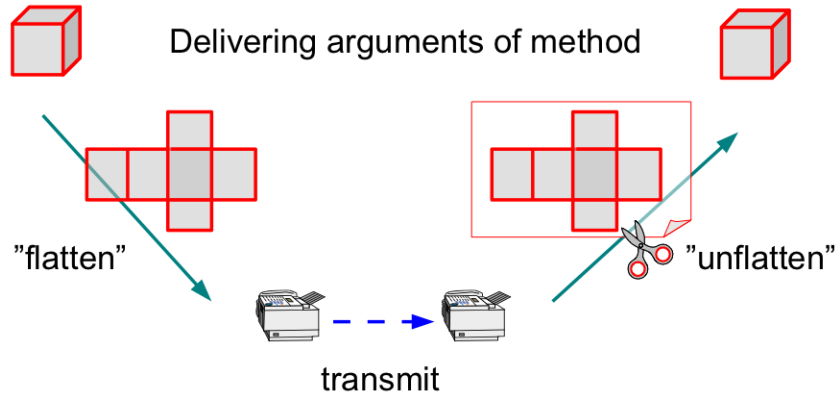 Delivering arguments of method
”flatten”
”unflatten”
transmit